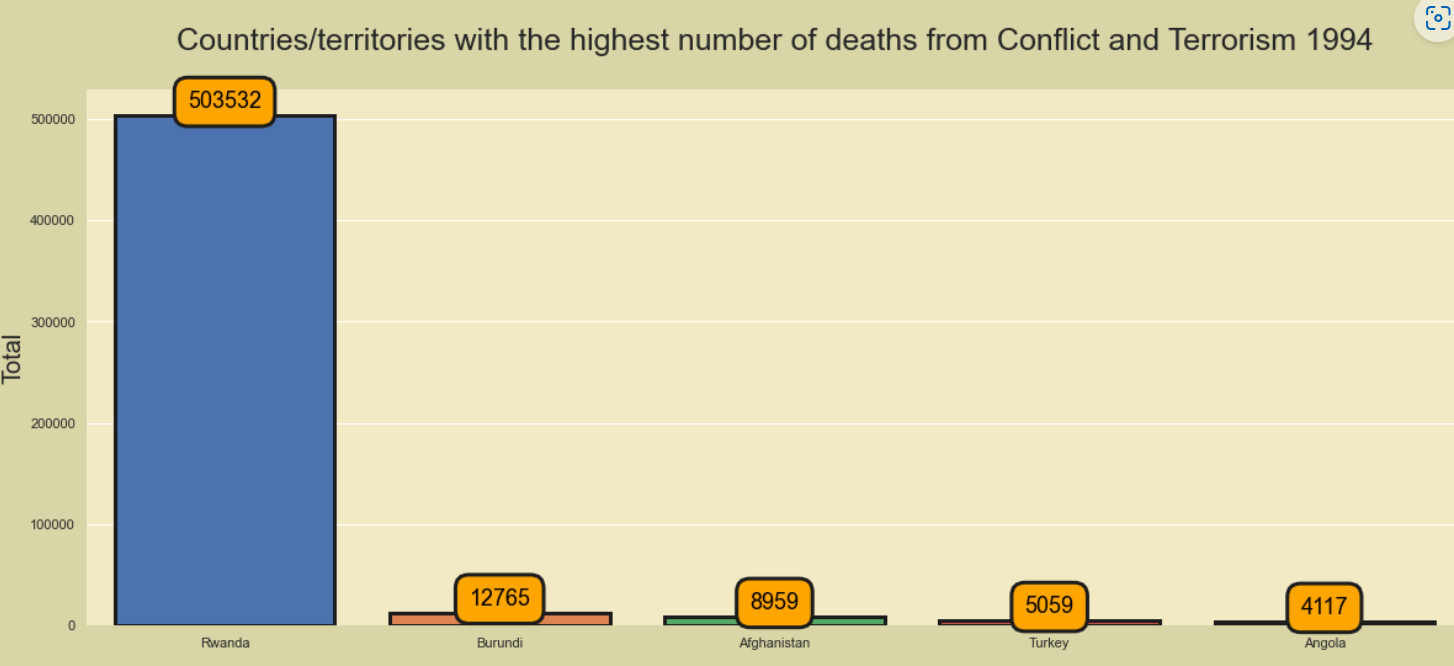 Countries/territories with the highest number of deaths from Conflict and Terrorism 1994
503532
500000
400000
300000
Total
200000
100000
12765
8959
5059
4117
0
Rwanda
Burundi
Afghanistan
Turkey
Angola